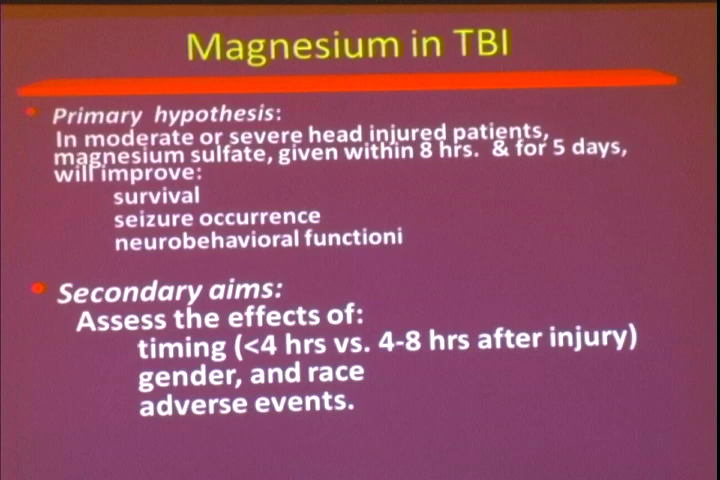 Magnesium in TBI
Primary hypothesis:
In moderate or severe head injured patients,
magnesium sulfate, given within 8 hrs. & for 5 days,
will improve:
survival
seizure occurrence
neurobehavioral functioni
Secondary aims:
Assess the effects of:
timing (<4 hrs vs. 4-8 hrs after injury)
gender, and race
adverse events.